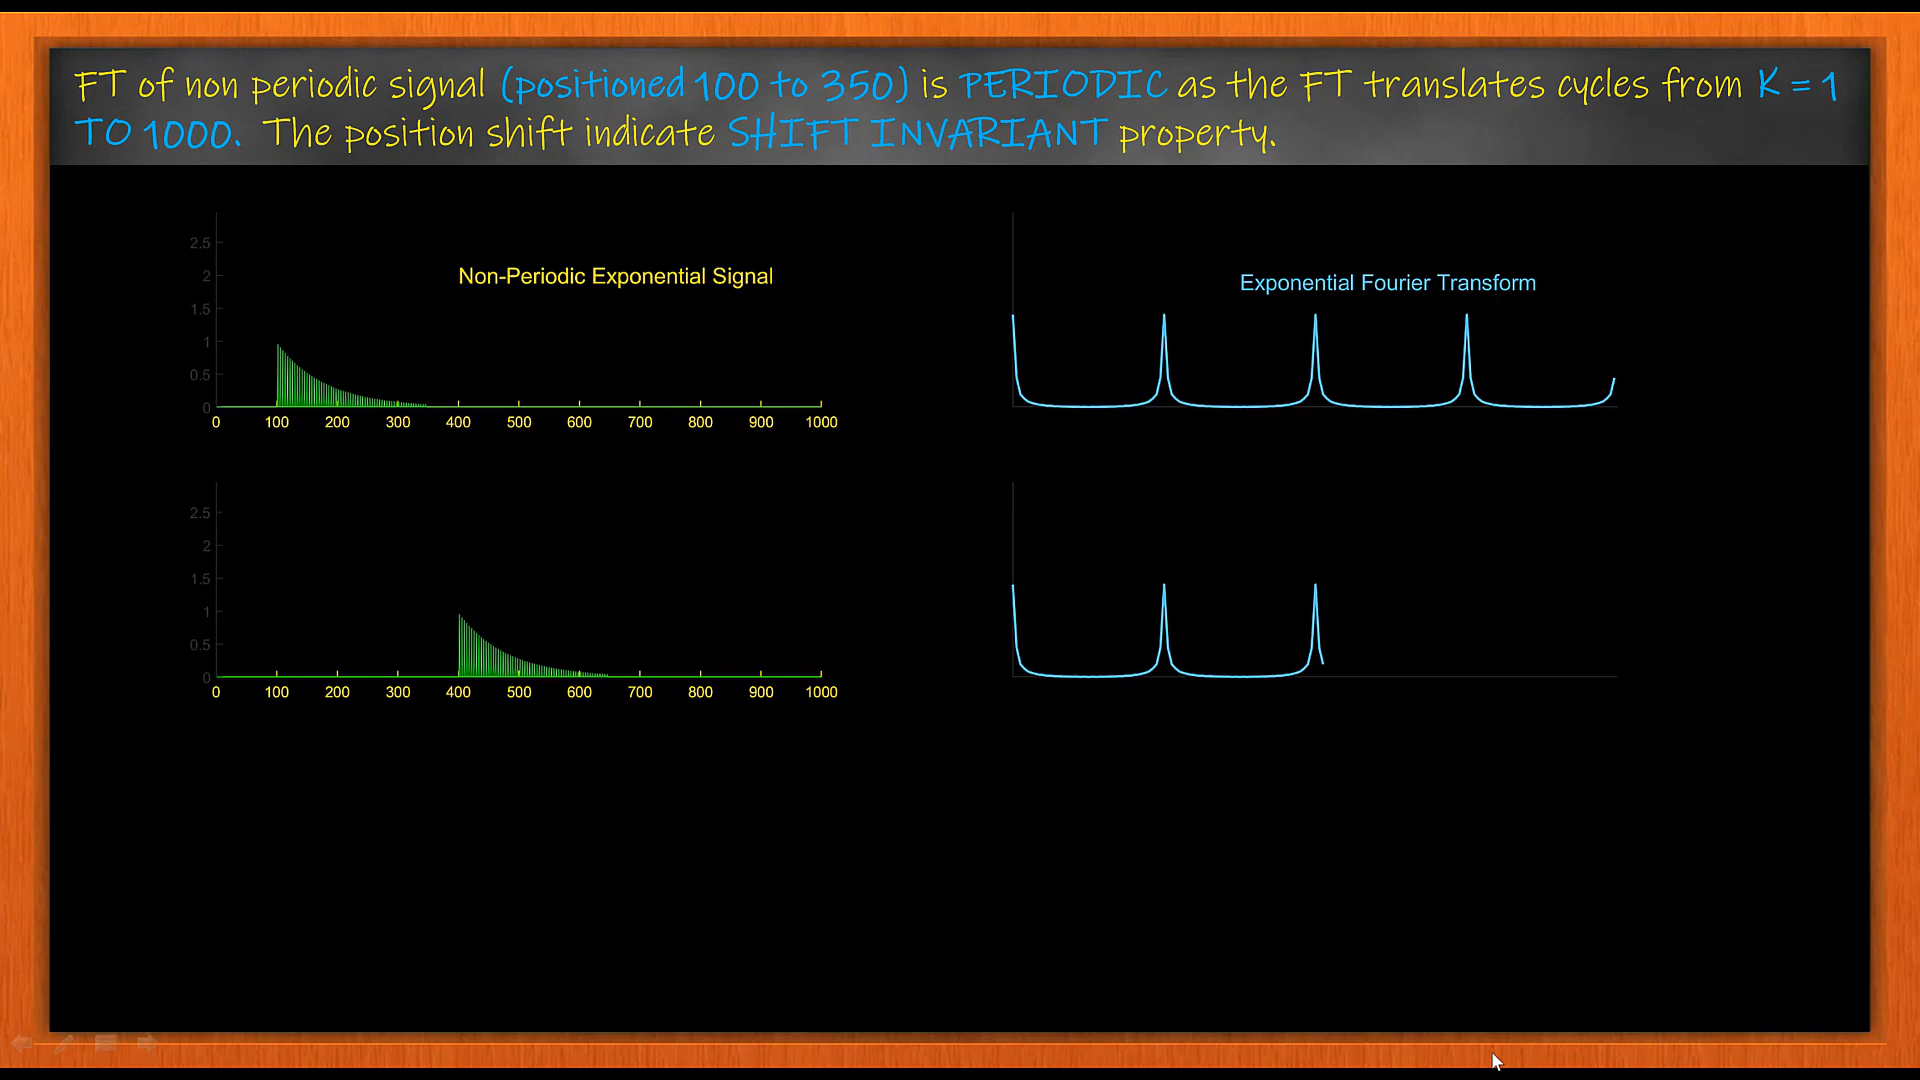 FT of non periodic signal (positioned 100 to 350) is PERIODIC as the FT translates cycles from K = 1
TO 1000. The position shift indicate SHIFT INVARIANT property.
2.5
2
1.5
1
0.5
0
Non-Periodic Exponential Signal
0 100 200 300 400 500 600 700 800 900 1000
Exponential Fourier Transform
2.5
2
1.5
1
0.5
0
0 100 200 300 400 500 600 700 800 900 1000